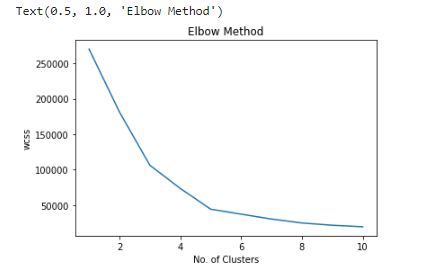 Text(0.5, 1.0, 'Elbow Method')
Elbow Method
250000
200000
150000
100000
50000
wcss
2 4 6 8 10
No. of Clusters